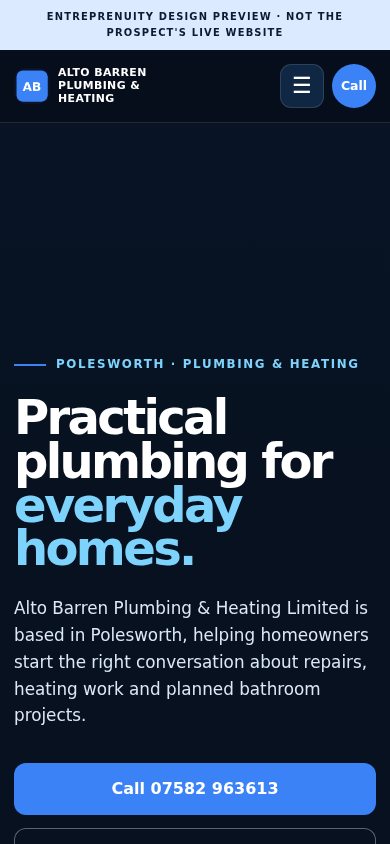 ENTREPRENUITY DESIGN PREVIEW · NOT THE
PROSPECT'S LIVE WEBSITE
AB
ALTO BARREN
PLUMBING &
HEATING
☰
Call
POLESWORTH · PLUMBING & HEATING
Practical
plumbing for
everyday
homes.
Alto Barren Plumbing & Heating Limited is
based in Polesworth, helping homeowners
start the right conversation about repairs,
heating work and planned bathroom
projects.
Call 07582 963613